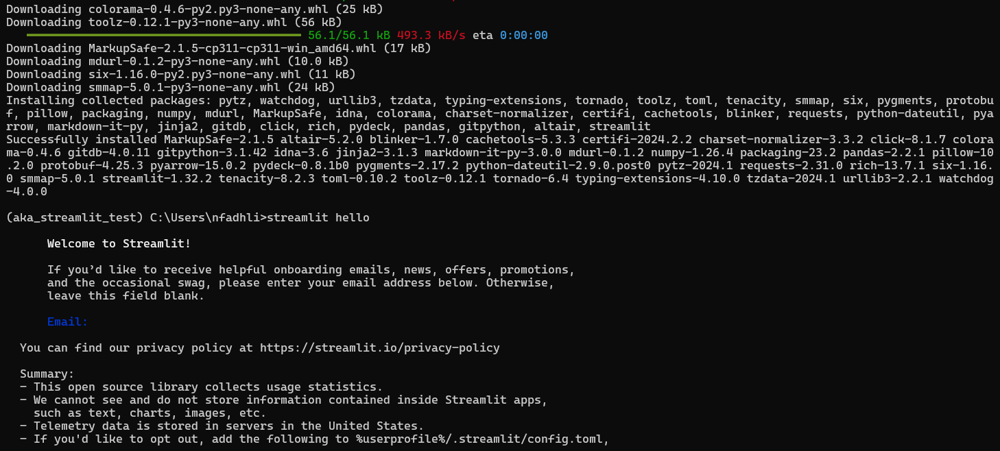 Downloading colorama-0.4.6-py2.py3-none-any.whl (25 kB)
Downloading toolz-0.12.1-py3-none-any.whl (56 kB)
56.1/56.1 kB 493.3 kB/s eta 0:00:00
Downloading MarkupSafe-2.1.5-cp311-cp311-win_amd64.whl (17 kB)
Downloading mdurl-0.1.2-py3-none-any.whl (10.0 kB)
Downloading six-1.16.0-py2.py3-none-any.whl (11 kB)
Downloading smmap-5.0.1-py3-none-any.whl (24 kB)
Installing collected packages: pytz, watchdog, urllib3, tzdata, typing-extensions, tornado, toolz, toml, tenacity, smmap, six, pygments, protobu
f, pillow, packaging, numpy, mdurl, MarkupSafe, idna, colorama, charset-normalizer, certifi, cachetools, blinker, requests, python-dateutil, pya
rrow, markdown-it-py, jinja2, gitdb, click, rich, pydeck, pandas, gitpython, altair, streamlit
Successfully installed MarkupSafe-2.1.5 altair-5.2.0 blinker-1.7.0 cachetools-5.3.3 certifi-2024.2.2 charset-normalizer-3.3.2 click-8.1.7 colora
ma-0.4.6 gitdb-4.0.11 gitpython-3.1.42 idna-3.6 jinja2-3.1.3 markdown-it-py-3.0.0 mdurl-0.1.2 numpy-1.26.4 packaging-23.2 pandas-2.2.1 pillow-10
.2.0 protobuf-4.25.3 pyarrow-15.0.2 pydeck-0.8.1b0 pygments-2.17.2 python-dateutil-2.9.0.post0 pytz-2024.1 requests-2.31.0 rich-13.7.1 six-1.16.
0 smmap-5.0.1 streamlit-1.32.2 tenacity-8.2.3 toml-0.10.2 toolz-0.12.1 tornado-6.4 typing-extensions-4.10.0 tzdata-2024.1 urllib3-2.2.1 watchdog
-4.0.0
(aka_streamlit_test) C:\Users\nfadhli>streamlit hello
Welcome to Streamlit!
If you’d like to receive helpful onboarding emails, news, offers, promotions,
and the occasional swag, please enter your email address below. Otherwise,
leave this field blank.
Email:
You can find our privacy policy at https://streamlit.io/privacy-policy
Summary:
- This open source library collects usage statistics.
- We cannot see and do not store information contained inside Streamlit apps,
such as text, charts, images, etc.
- Telemetry data is stored in servers in the United States.
- If you'd like to opt out, add the following to %userprofile%/.streamlit/config.toml,